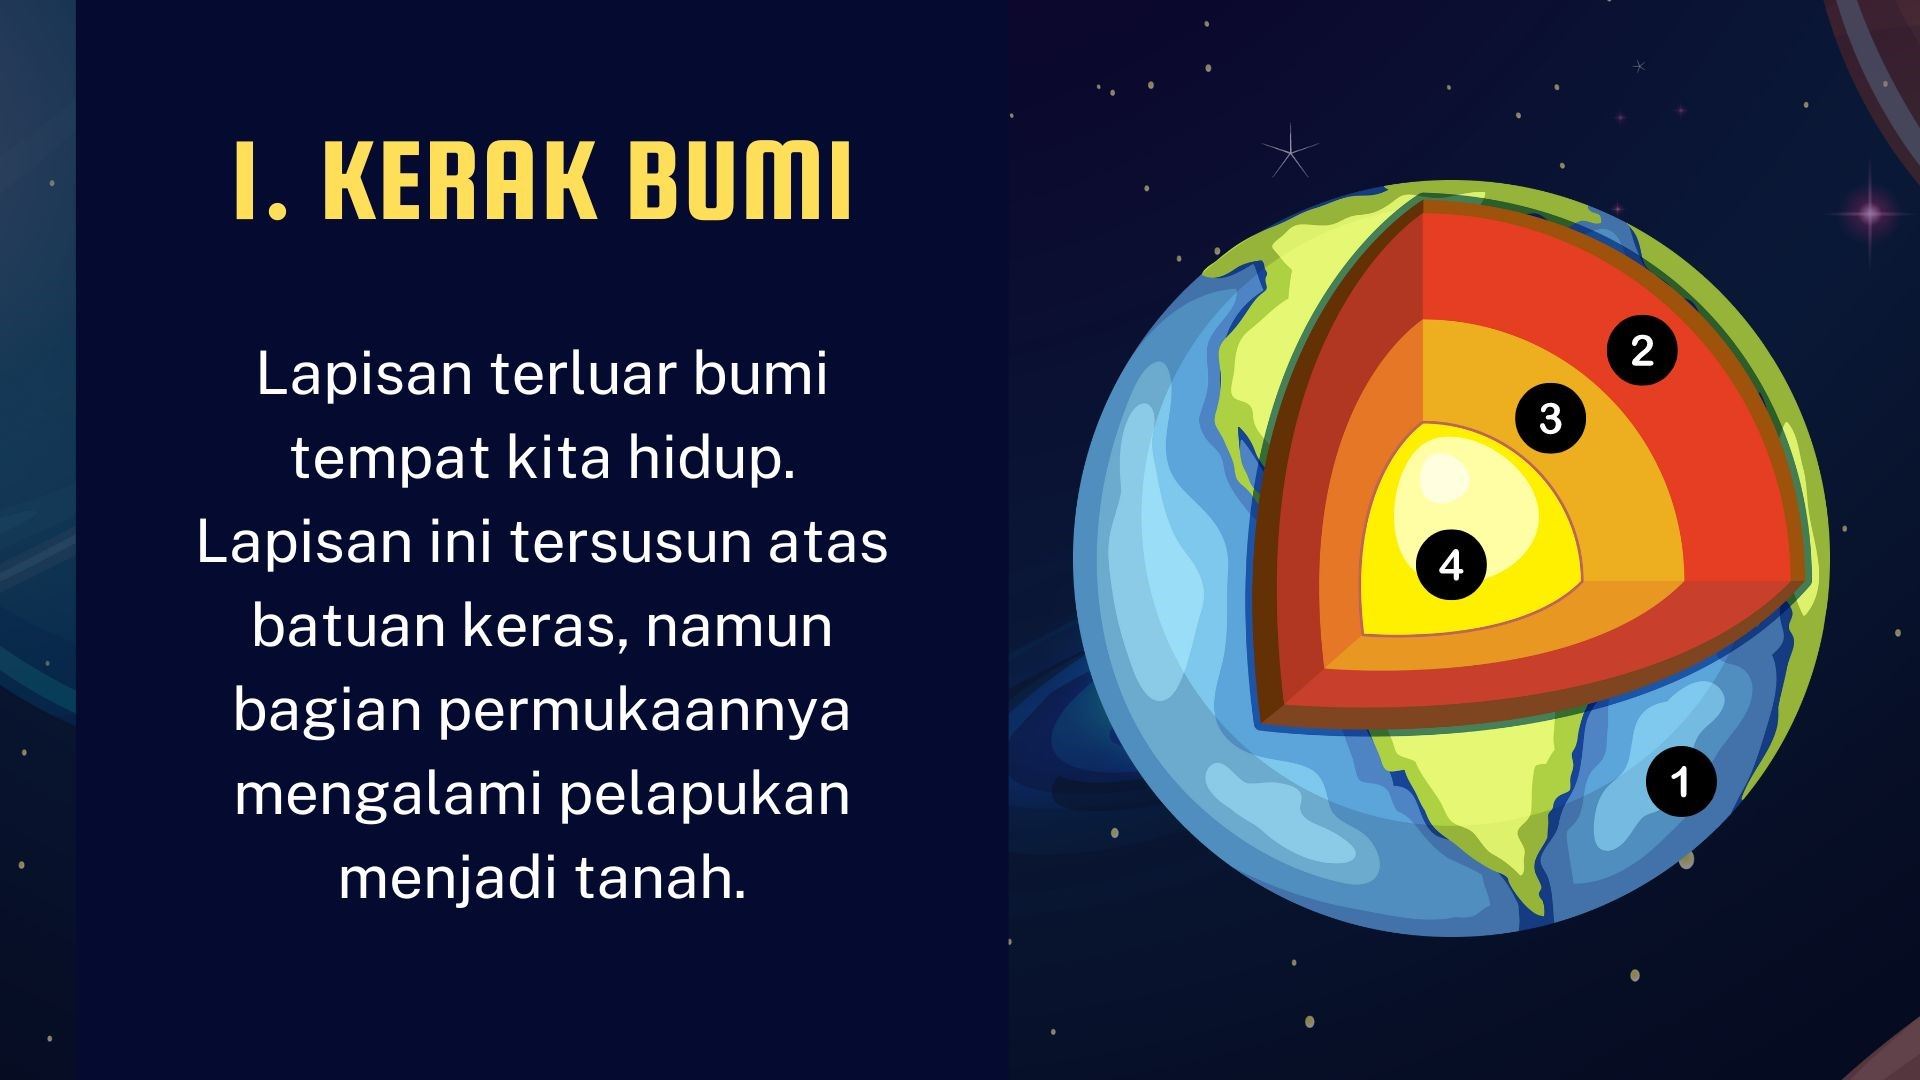 1. KERAK BUMI
Lapisan terluar bumi
tempat kita hidup.
Lapisan ini tersusun atas
batuan keras, namun
bagian permukaannya
mengalami pelapukan
menjadi tanah.
2
3
4
1